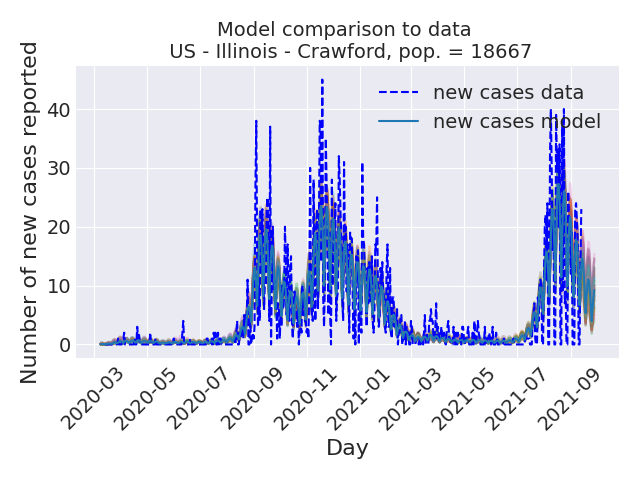 Model comparison to data
US - Illinois - Crawford, pop. = 18667
Number of new cases reported
40
30
20
10
0
new cases data
new cases model
2020-03
2020-05
2020-07
2020-09
2020-11
2021-01
2021-03
2021-05
2021-07
2021-09
Day